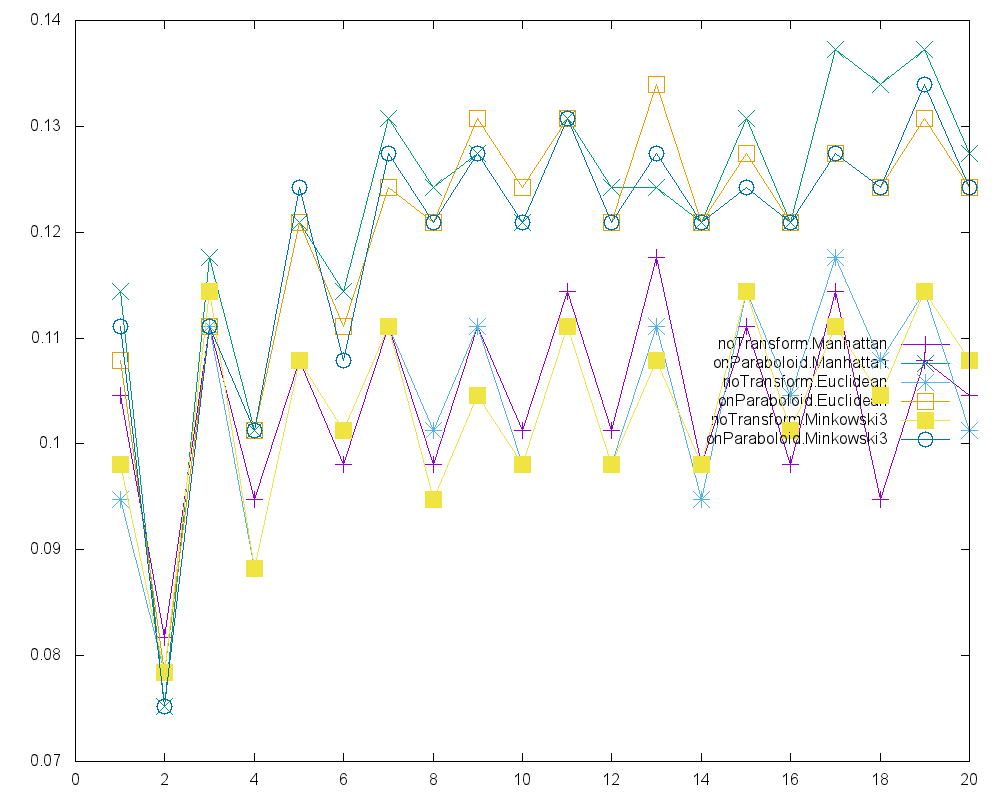 0.14
0.13
0.12
0.11
0.1
0.09
0.08
0.07
0 2 4 6 8 10 12 14 16 18 20
noTransform.Manhattan
onParaboloid.Manhattan
noTransform.Euclidean
onParaboloid.Euclidean
noTransform.Minkowski3
onParaboloid.Minkowski3